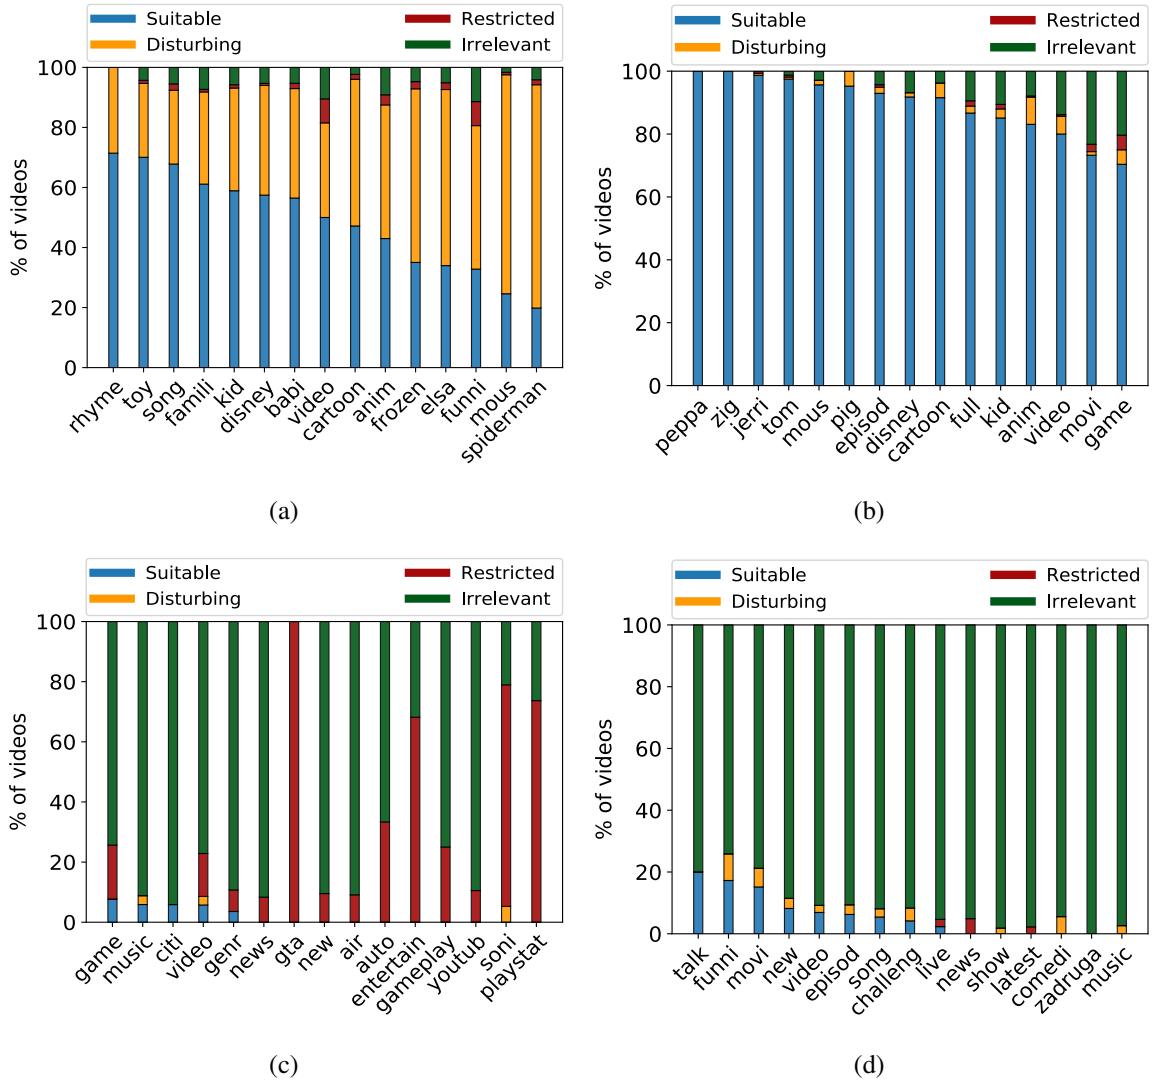 Suitable Restricted
Disturbing Irrelevant
% of videos
100
80
60
40
20
0
rhyme toy song famili kid disney babi video cartoon anim frozen elsa funni mous spiderman
(a)
Suitable Restricted
Disturbing Irrelevant
% of videos
100
80
60
40
20
0
peppa zig jerri tom mous pig episod disney cartoon full kid anim video movi game
(b)
Suitable Restricted
Disturbing Irrelevant
% of videos
100
80
60
40
20
0
game music citi video genr news gta new air auto entertain gameplay youtub soni playstat
(c)
Suitable Restricted
Disturbing Irrelevant
% of videos
100
80
60
40
20
0
talk funni movi new video episod song challeng live news show latest comedi zadruga music
(d)